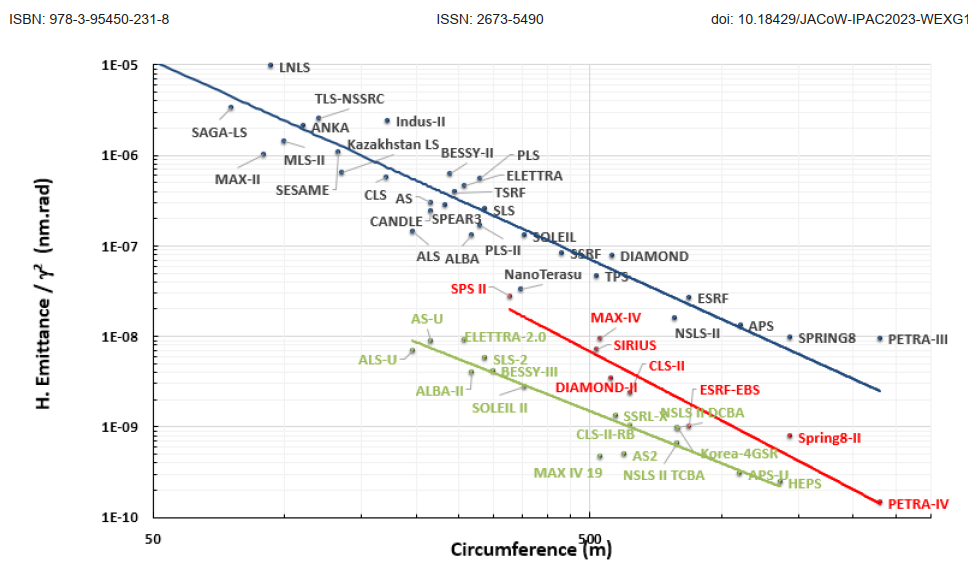 ISBN: 978-3-95450-231-8 ISSN: 2673-5490 doi: 10.18429/JACoW-IPAC2023-WEXG1
1E-05
LNLS
TLS-NSSRC
SAGA-LS
ANKA
Indus-II
1E-06
MLS-II
Kazakhstan LS
BESSY-II
PLS
MAX-II
SESAME
ELETTRA
CLS
AS
TSRF
CANDLE
SPEAR3
SLS
1E-07
ALS
ALBA
PLS-II
SOLEIL
SSRF
DIAMOND
NanoTerasu
TPS
SPS II
ESRF
NSLS-II
APS
SPRING8
PETRA-III
1E-08
AS-U
ELETTRA-2.0
MAX-IV
SIRIUS
ALS-U
SLS-2
BESSY-III
CLS-II
ALBA-II
DIAMOND-II
ESRF-EBS
SOLEIL II
SSRL-X
NSLS II DCBA
1E-09
CLS-II-RB
Spring8-II
AS2
Korea-4GSR
MAX IV 19
NSLS II TCBA
APS-U
HEPS
PETRA-IV
1E-10
50
500
Circumference (m)
H. Emittance / γ² (nm.rad)